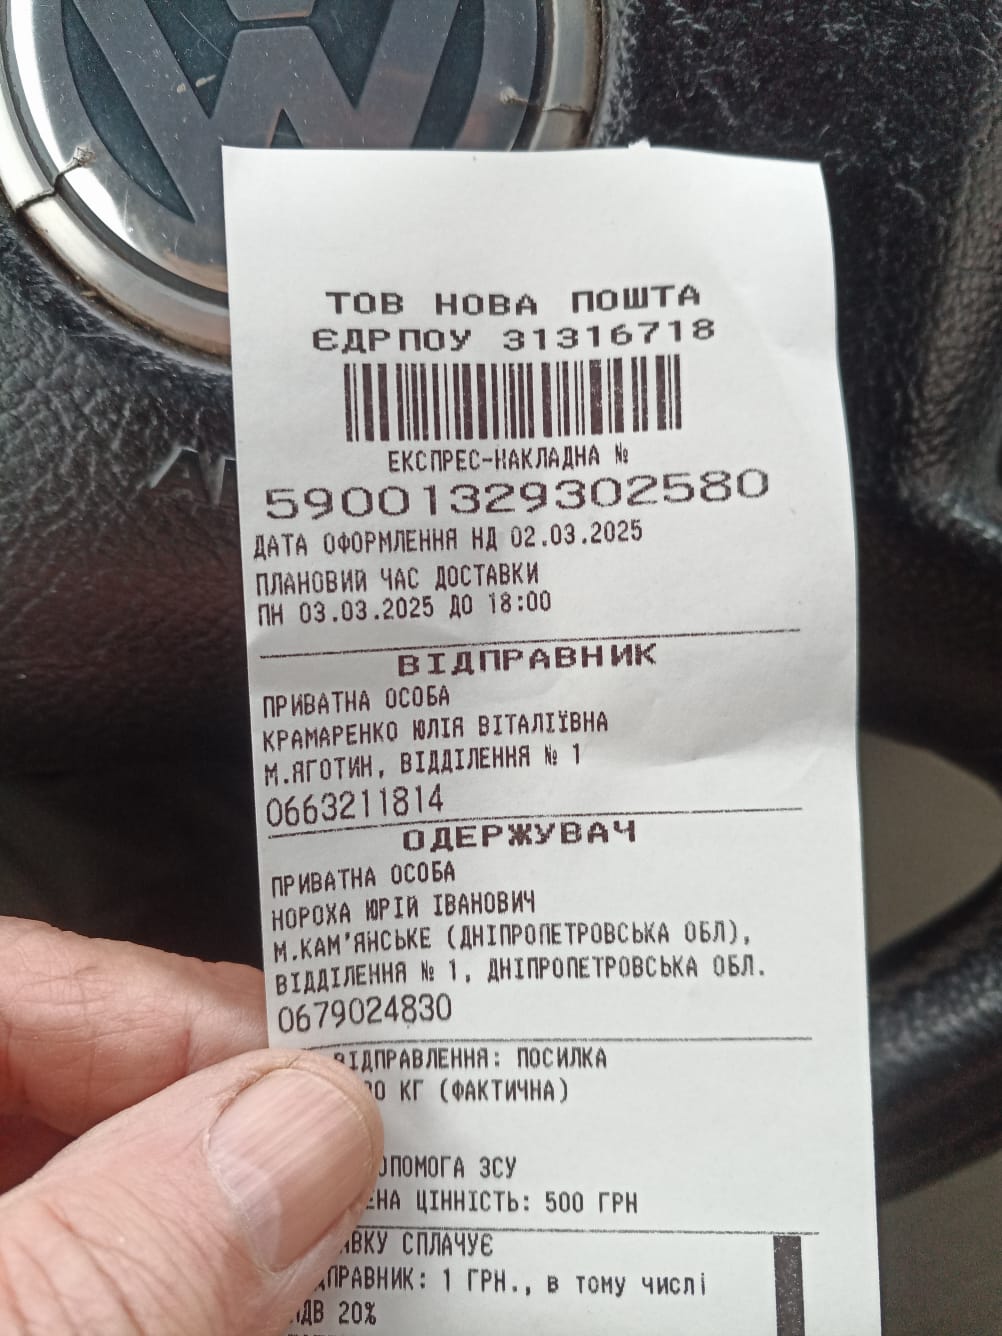 ТОВ НОВА ПОШТА
ЄДРПОУ 31316718
ЕКСПРЕС-НАКЛАДНА №
59001329302580
ДАТА ОФОРМЛЕННЯ НД 02.03.2025
ПЛАНОВИЙ ЧАС ДОСТАВКИ
ПН 03.03.2025 ДО 18:00
ВІДПРАВНИК
ПРИВАТНА ОСОБА
КРАМАРЕНКО ЮЛІЯ ВІТАЛІЇВНА
М.ЯГОТИН, ВІДДІЛЕННЯ № 1
0663211814
ОДЕРЖУВАЧ
ПРИВАТНА ОСОБА
НОРОХА ЮРІЙ ІВАНОВИЧ
М.КАМ'ЯНСЬКЕ (ДНІПРОПЕТРОВСЬКА ОБЛ),
ВІДДІЛЕННЯ № 1, ДНІПРОПЕТРОВСЬКА ОБЛ.
0679024830
ВІДПРАВЛЕННЯ: ПОСИЛКА
КГ (ФАКТИЧНА)
ЗСУ
ЦІННІСТЬ: 500 ГРН
СПЛАЧУЄ
1 ГРН., в тому числі
20%